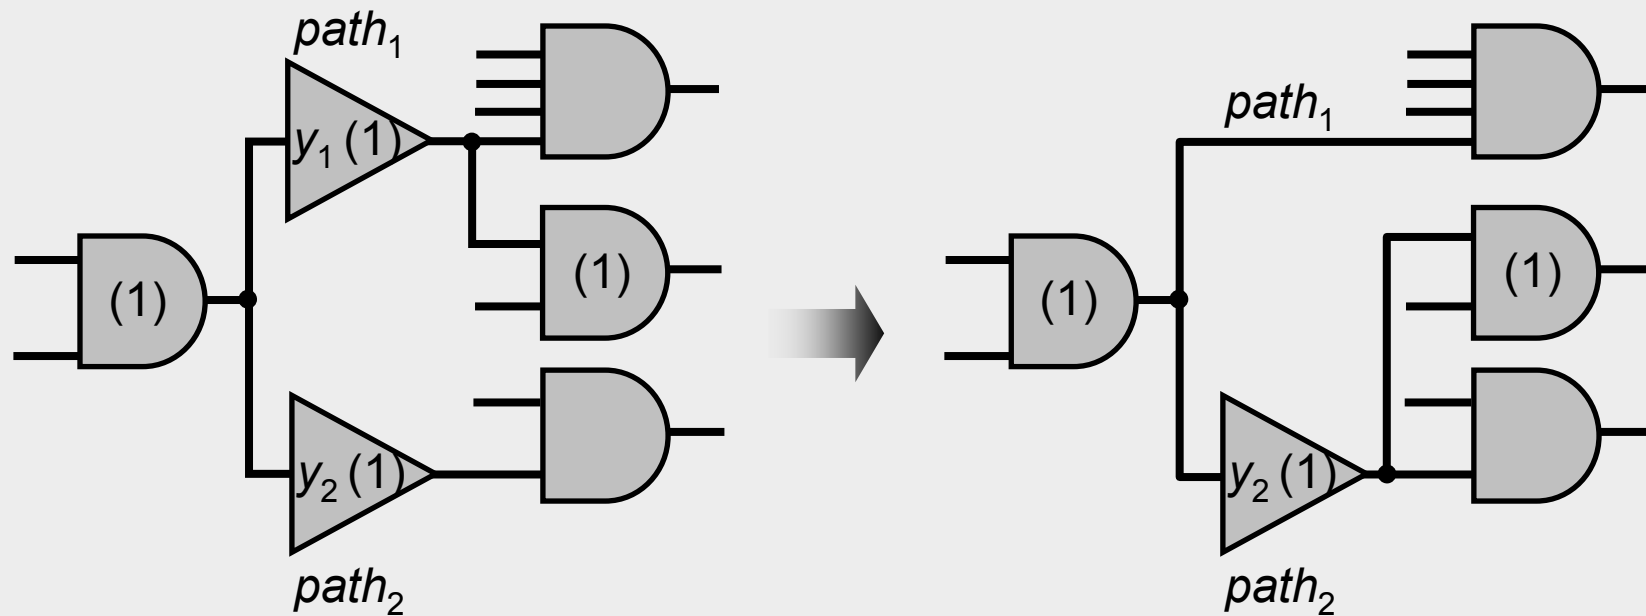 path₁
y₁ (1)
(1)
(1)
y₂ (1)
path₂
path₁
(1)
(1)
y₂ (1)
path₂